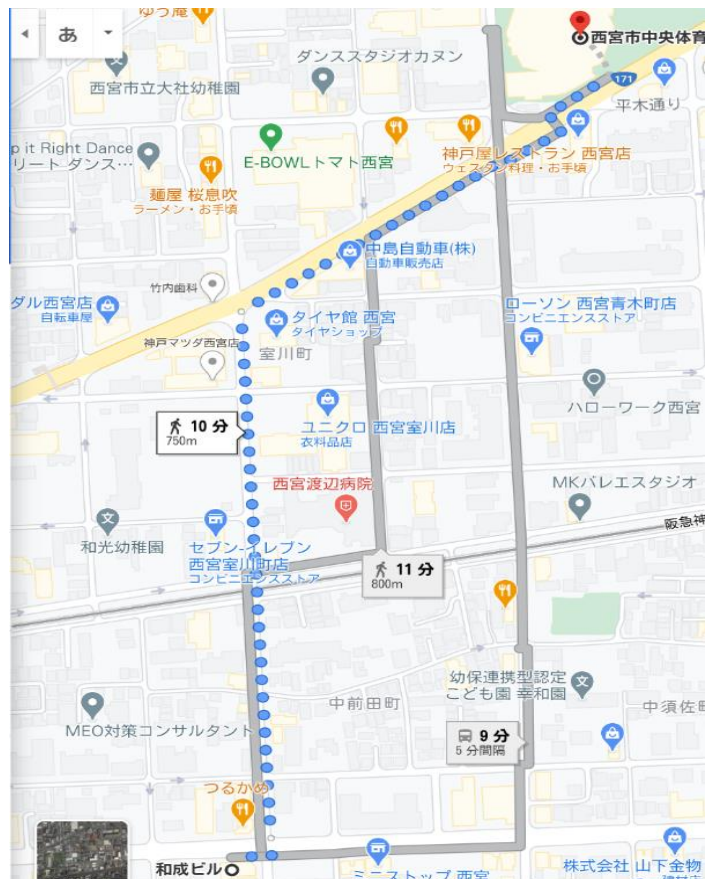 ゆう庵
あ
西宮市中央体育
ダンススタジオカヌン
西宮市立大社幼稚園
171
平木通り
p it Right Dance
リート ダンス…
E-BOWLトマト西宮
神戸屋レストラン 西宮店
ウェスタン料理・お手頃
麺屋 桜息吹
ラーメン・お手頃
中島自動車(株)
自動車販売店
竹内歯科
ダル西宮店
自転車屋
タイヤ館 西宮
タイヤショップ
ローソン 西宮青木町店
コンビニエンスストア
神戸マツダ西宮店
室川町
ハローワーク西宮
10 分
750m
ユニクロ 西宮室川店
衣料品店
西宮渡辺病院
MKバレエスタジオ
阪急神
和光幼稚園
セブン-イレブン
西宮室川町店
コンビニエンスストア
11 分
800m
幼保連携型認定
こども園 幸和園
中前田町
中須佐町
MEO対策コンサルタント
9 分
5 分間隔
つるかめ
和成ビル
ミニストップ 西宮
株式会社 山下金物